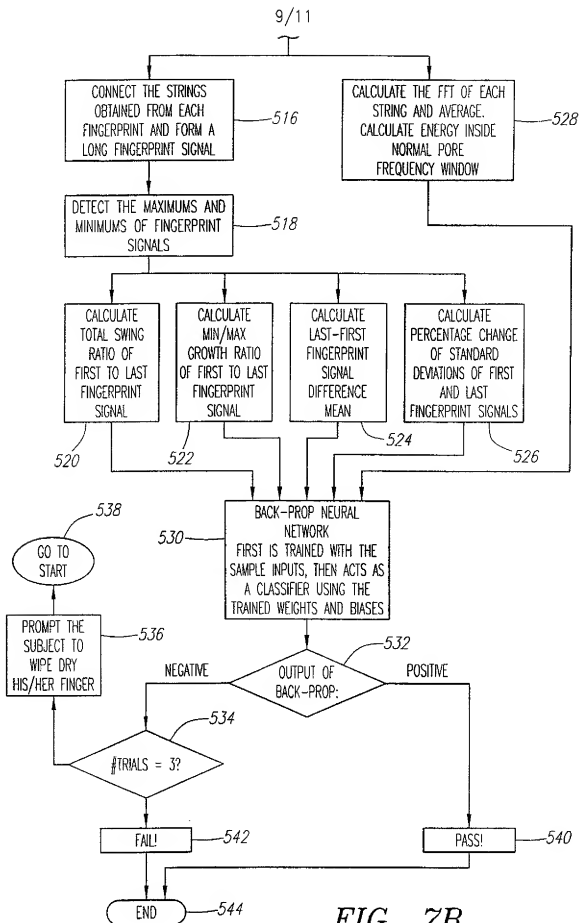 9/11
CONNECT THE STRINGS
OBTAINED FROM EACH
FINGERPRINT AND FORM A
LONG FINGERPRINT SIGNAL
516
CALCULATE THE FFT OF EACH
STRING AND AVERAGE.
CALCULATE ENERGY INSIDE
NORMAL PORE
FREQUENCY WINDOW
528
DETECT THE MAXIMUMS AND
MINIMUMS OF FINGERPRINT
SIGNALS
518
CALCULATE
TOTAL SWING
RATIO OF
FIRST TO LAST
FINGERPRINT
SIGNAL
520
CALCULATE
MIN/MAX
GROWTH RATIO
OF FIRST TO LAST
FINGERPRINT
SIGNAL
522
CALCULATE
LAST-FIRST
FINGERPRINT
SIGNAL
DIFFERENCE
MEAN
524
CALCULATE
PERCENTAGE CHANGE
OF STANDARD
DEVIATIONS OF FIRST
AND LAST
FINGERPRINT SIGNALS
526
BACK-PROP NEURAL
NETWORK
FIRST IS TRAINED WITH THE
SAMPLE INPUTS, THEN ACTS AS
A CLASSIFIER USING THE
TRAINED WEIGHTS AND BIASES
530
538
GO TO
START
PROMPT THE
SUBJECT TO
WIPE DRY
HIS/HER FINGER
536
532
NEGATIVE
OUTPUT OF
BACK-PROP:
POSITIVE
534
#TRIALS = 3?
FAIL!
542
PASS!
540
END
544
FIG. 7B